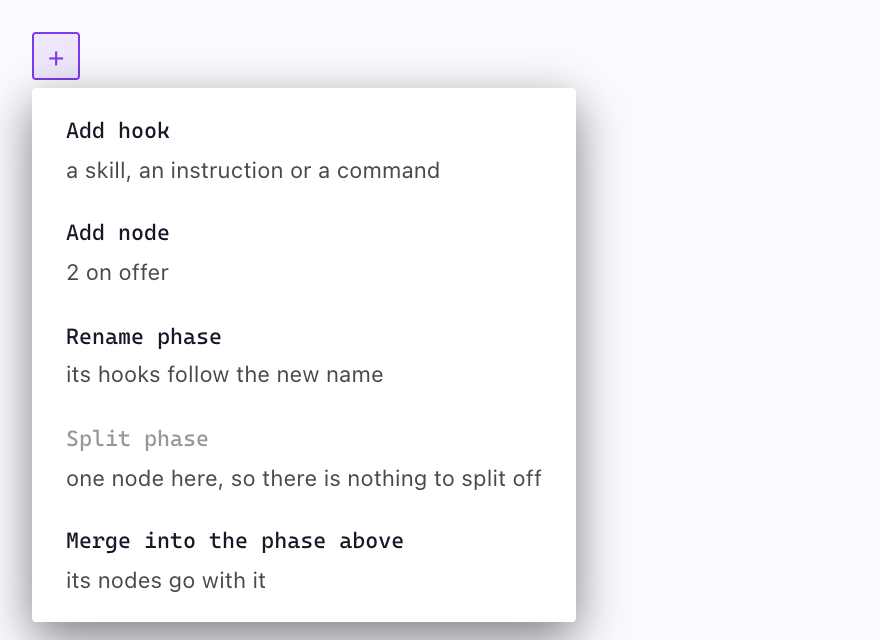 +
Add hook
a skill, an instruction or a command
Add node
2 on offer
Rename phase
its hooks follow the new name
Split phase
one node here, so there is nothing to split off
Merge into the phase above
its nodes go with it